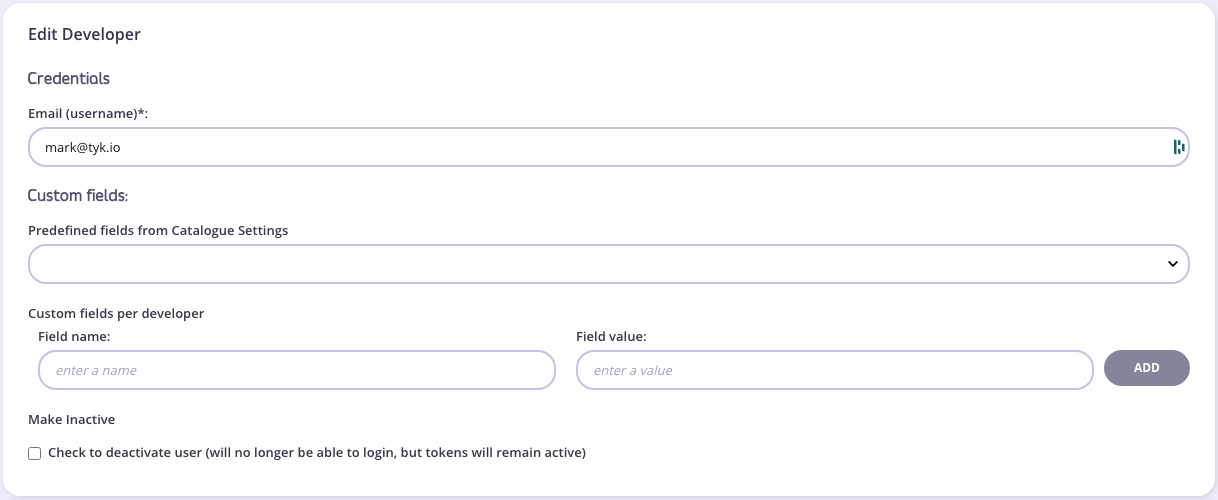 Edit Developer
Credentials
Email (username)*:
mark@tyk.io
Custom fields:
Predefined fields from Catalogue Settings
Custom fields per developer
Field name: Field value:
enter a name enter a value ADD
Make Inactive
Check to deactivate user (will no longer be able to login, but tokens will remain active)